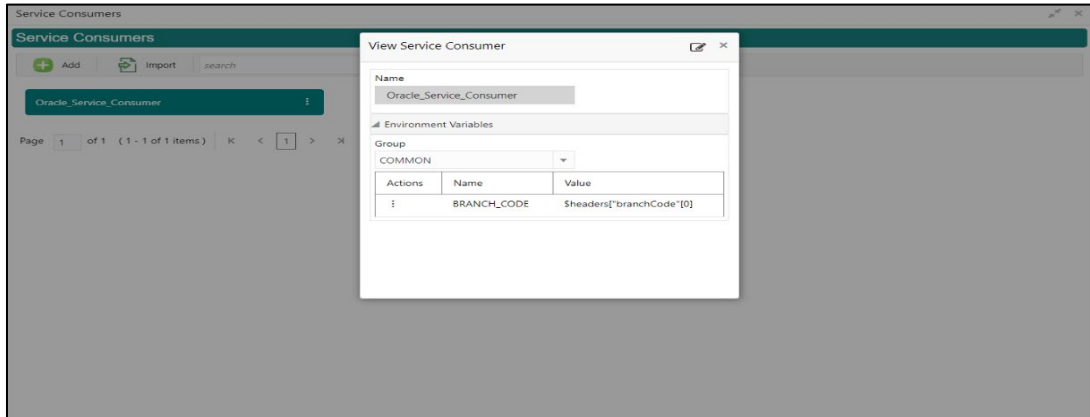 Service Consumers
Service Consumers
Add Import search
Oracle_Service_Consumer
Page 1 of 1 (1 - 1 of 1 items) K < 1 > >|
View Service Consumer
Name
Oracle_Service_Consumer
Environment Variables
Group
COMMON
Actions Name Value
BRANCH_CODE $headers["branchCode"[0]